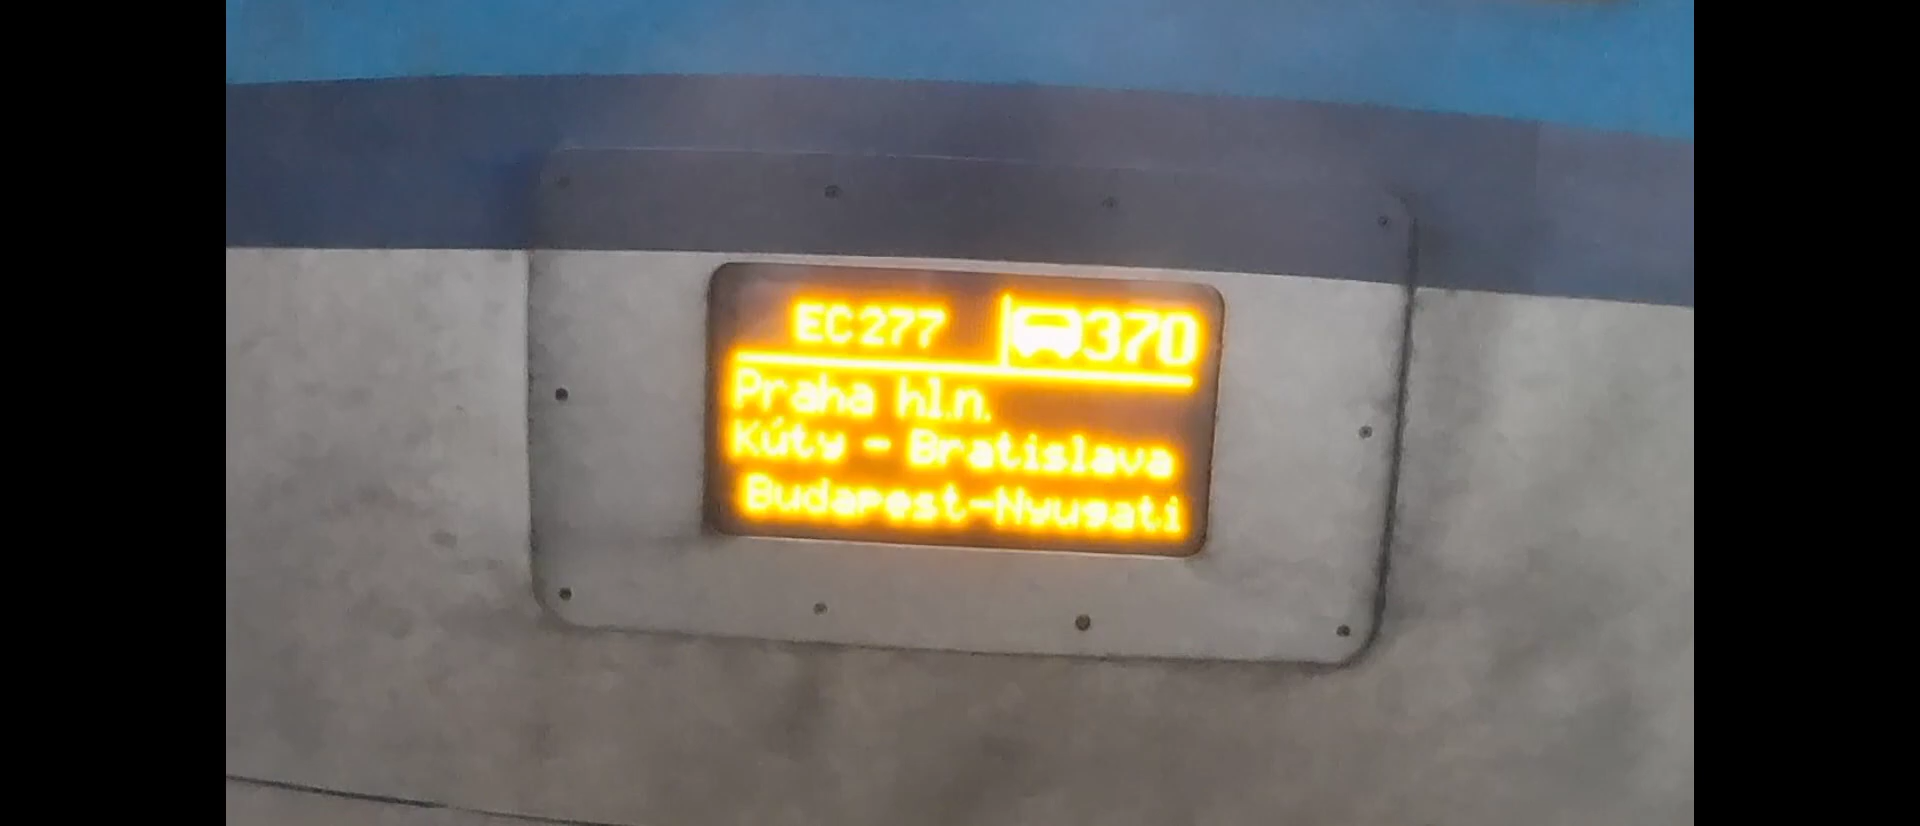 EC277 370
Praha hl.n.
Kúty - Bratislava
Budapest-Nyugati